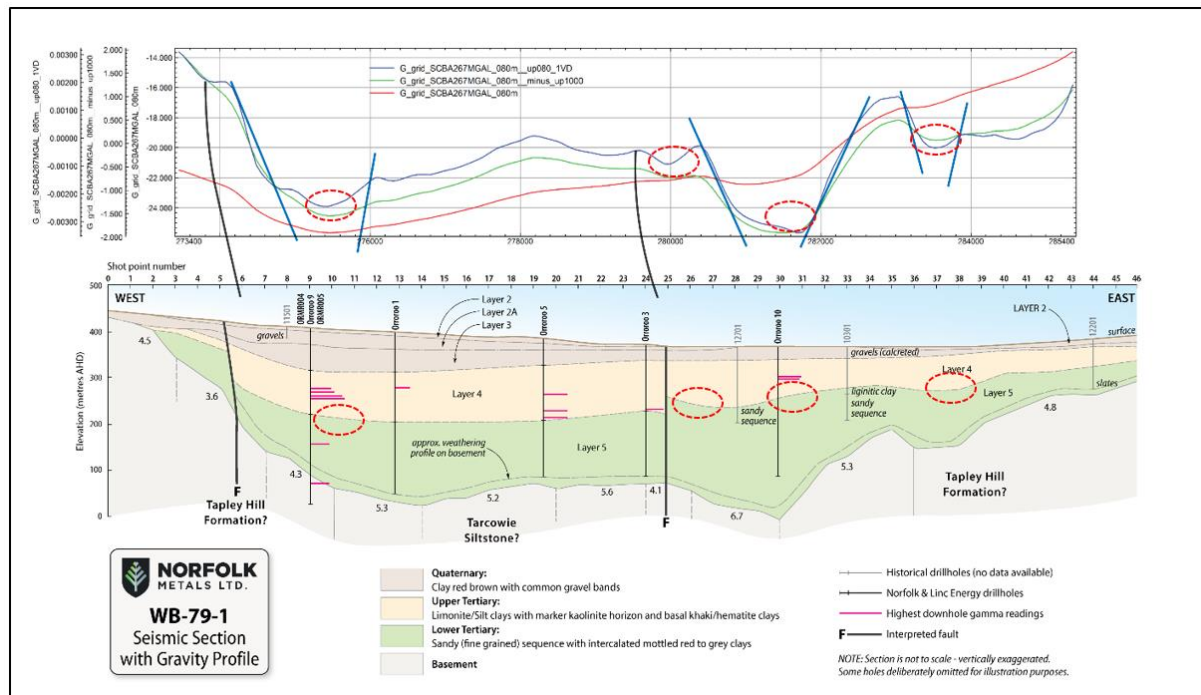 G_grid_SCBA267MGAL_080m__up080_1VD
G_grid_SCBA267MGAL_080m__minus_up1000
G_grid_SCBA267MGAL_080m
0.00300
0.00200
0.00100
0.00000
-0.00100
-0.00200
-0.00300
2.000
1.500
1.000
0.500
0.000
-0.500
-1.000
-1.500
-2.000
-14.000
-16.000
-18.000
-20.000
-22.000
-24.000
G_grid_SCBA267MGAL_080m__up080_1VD
G_grid_SCBA267MGAL_080m__minus_up1000
G_grid_SCBA267MGAL_080m
273400 276000 278000 280000 282000 284000 285400
Shot point number
0 1 2 3 4 5 6 7 8 9 10 11 12 13 14 15 16 17 18 19 20 21 22 23 24 25 26 27 28 29 30 31 32 33 34 35 36 37 38 39 40 41 42 43 44 45 46
WEST
EAST
500
400
300
200
100
0
Elevation (metres AHD)
11501
ORMR004
Orroroo 9
ORMR005
Orroroo 1
Orroroo 5
Orroroo 3
12701
Orroroo 10
10301
12201
Layer 2
Layer 2A
Layer 3
LAYER 2
surface
gravels
gravels (calcreted)
Layer 4
Layer 4
Layer 5
Layer 5
sandy
sequence
liginitic clay
sandy
sequence
slates
approx. weathering
profile on basement
4.5
3.6
4.3
5.3
5.2
5.6
4.1
6.7
5.3
4.8
F
Tapley Hill
Formation?
Tarcowie
Siltstone?
F
Tapley Hill
Formation?
NORFOLK
METALS LTD.
WB-79-1
Seismic Section
with Gravity Profile
Quaternary:
Clay red brown with common gravel bands
Upper Tertiary:
Limonite/Silt clays with marker kaolinite horizon and basal khaki/hematite clays
Lower Tertiary:
Sandy (fine grained) sequence with intercalated mottled red to grey clays
Basement
Historical drillholes (no data available)
Norfolk & Linc Energy drillholes
Highest downhole gamma readings
F Interpreted fault
NOTE: Section is not to scale - vertically exaggerated.
Some holes deliberately omitted for illustration purposes.